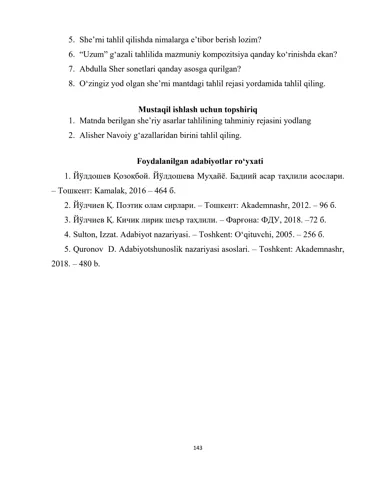 5. She’rni tahlil qilishda nimalarga e’tibor berish lozim?
6. “Uzum” g‘azali tahlilida mazmuniy kompozitsiya qanday ko‘rinishda ekan?
7. Abdulla Sher sonetlari qanday asosga qurilgan?
8. O‘zingiz yod olgan she’rni mantdagi tahlil rejasi yordamida tahlil qiling.
Mustaqil ishlash uchun topshiriq
1. Matnda berilgan she’riy asarlar tahlilining tahminiy rejasini yodlang
2. Alisher Navoiy g‘azallaridan birini tahlil qiling.
Foydalanilgan adabiyotlar ro‘yxati
1. Йўлдошев Қозоқбой. Йўлдошева Муҳайё. Бадиий асар таҳлили асослари.
– Тошкент: Kamalak, 2016 – 464 б.
2. Йўлчиев Қ. Поэтик олам сирлари. – Тошкент: Akademnashr, 2012. – 96 б.
3. Йўлчиев Қ. Кичик лирик шеър таҳлили. – Фарғона: ФДУ, 2018. –72 б.
4. Sulton, Izzat. Adabiyot nazariyasi. – Toshkent: O‘qituvchi, 2005. – 256 б.
5. Quronov D. Adabiyotshunoslik nazariyasi asoslari. – Toshkent: Akademnashr,
2018. – 480 b.
143